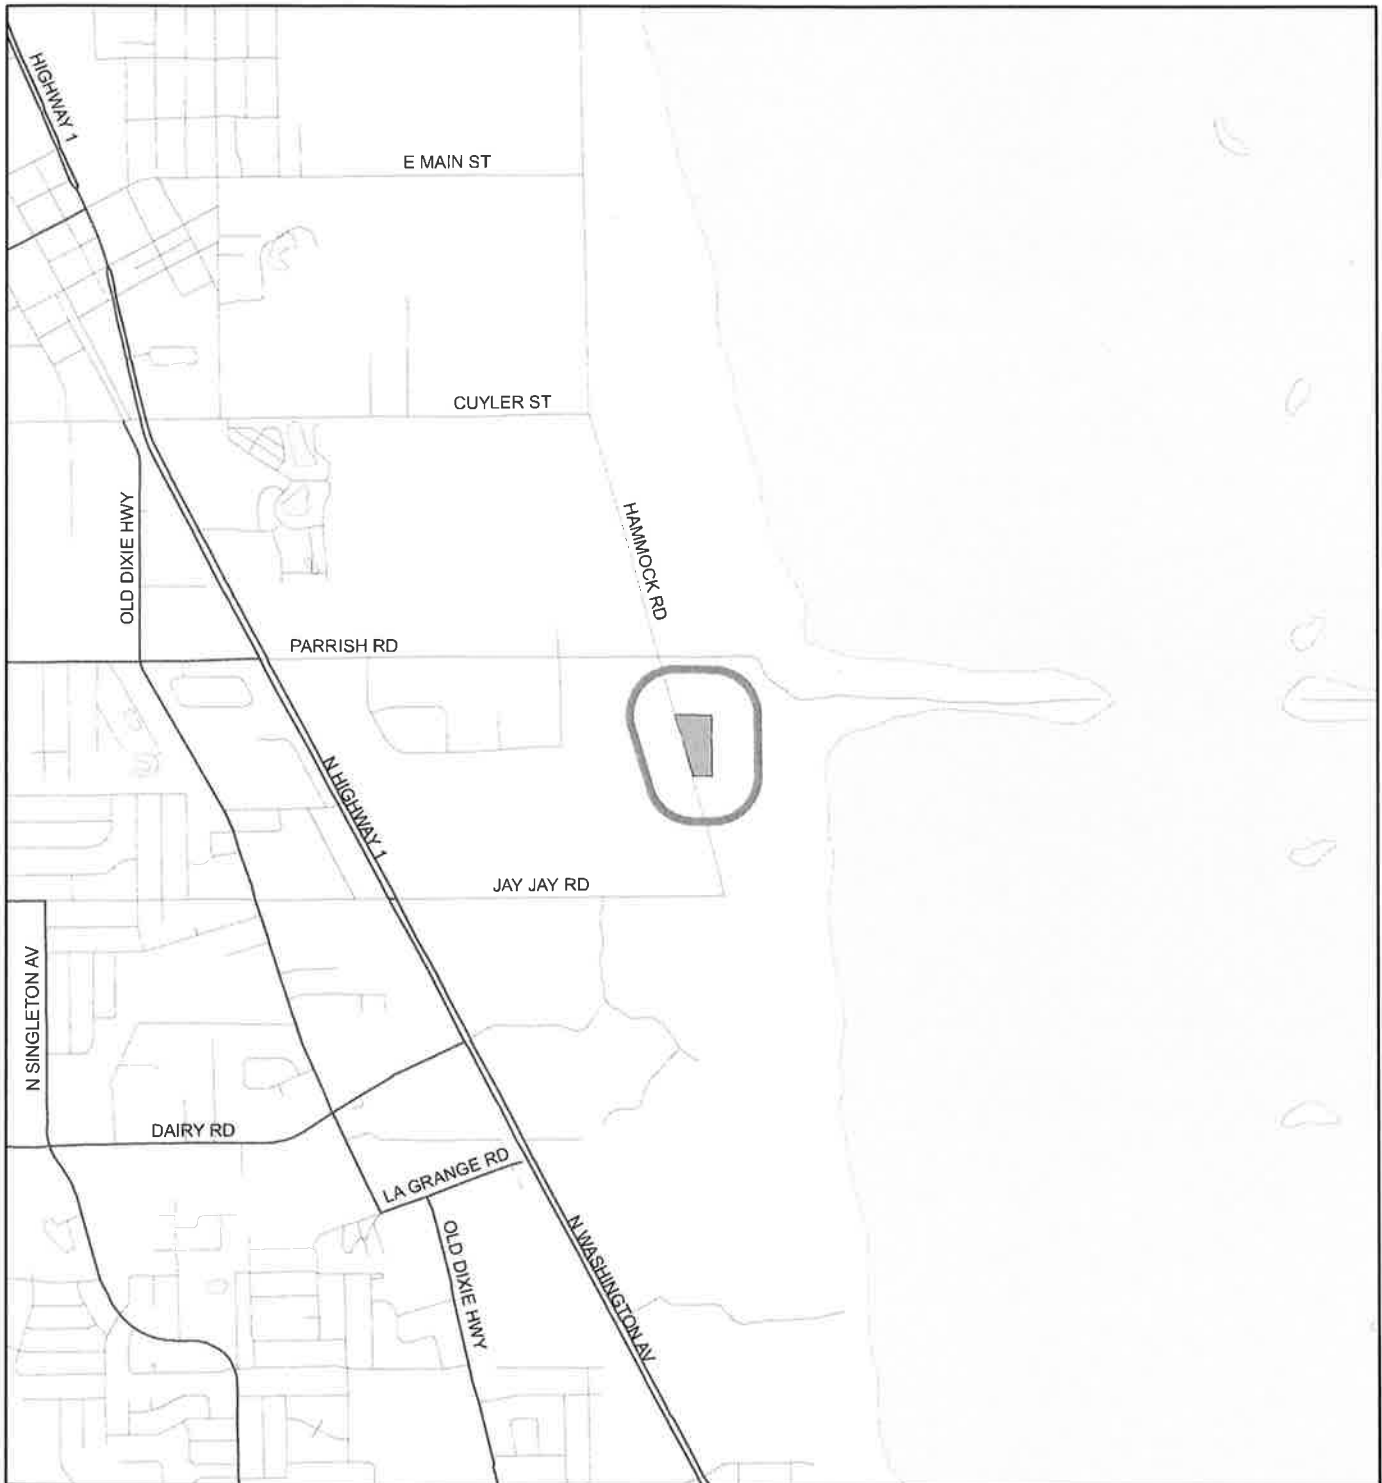 HIGHWAY 1
E MAIN ST
CUYLER ST
OLD DIXIE HWY
HAMMOCK RD
PARRISH RD
N HIGHWAY 1
JAY JAY RD
N SINGLETON AV
DAIRY RD
LA GRANGE RD
OLD DIXIE HWY
N WASHINGTON AV